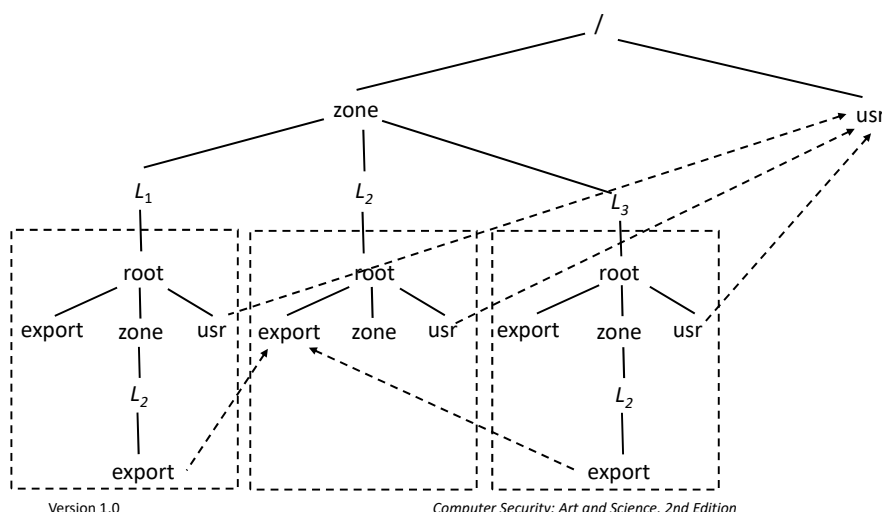 /
zone
usr
L1
L2
L3
root
root
root
export zone usr export zone usr export zone usr
L2
L2
export
export
Version 1.0
Computer Security: Art and Science, 2nd Edition